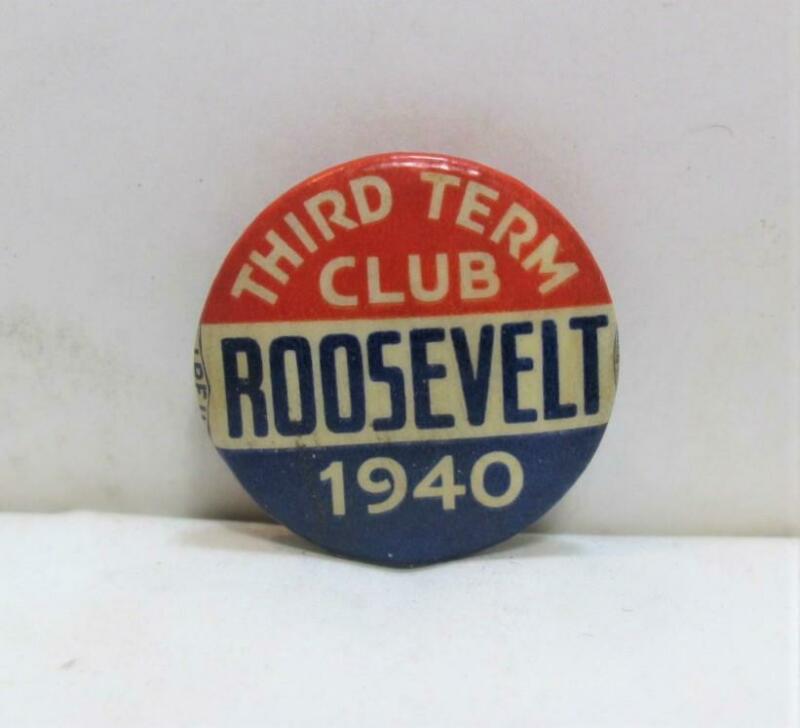 THIRD TERM
CLUB
ROOSEVELT
1940